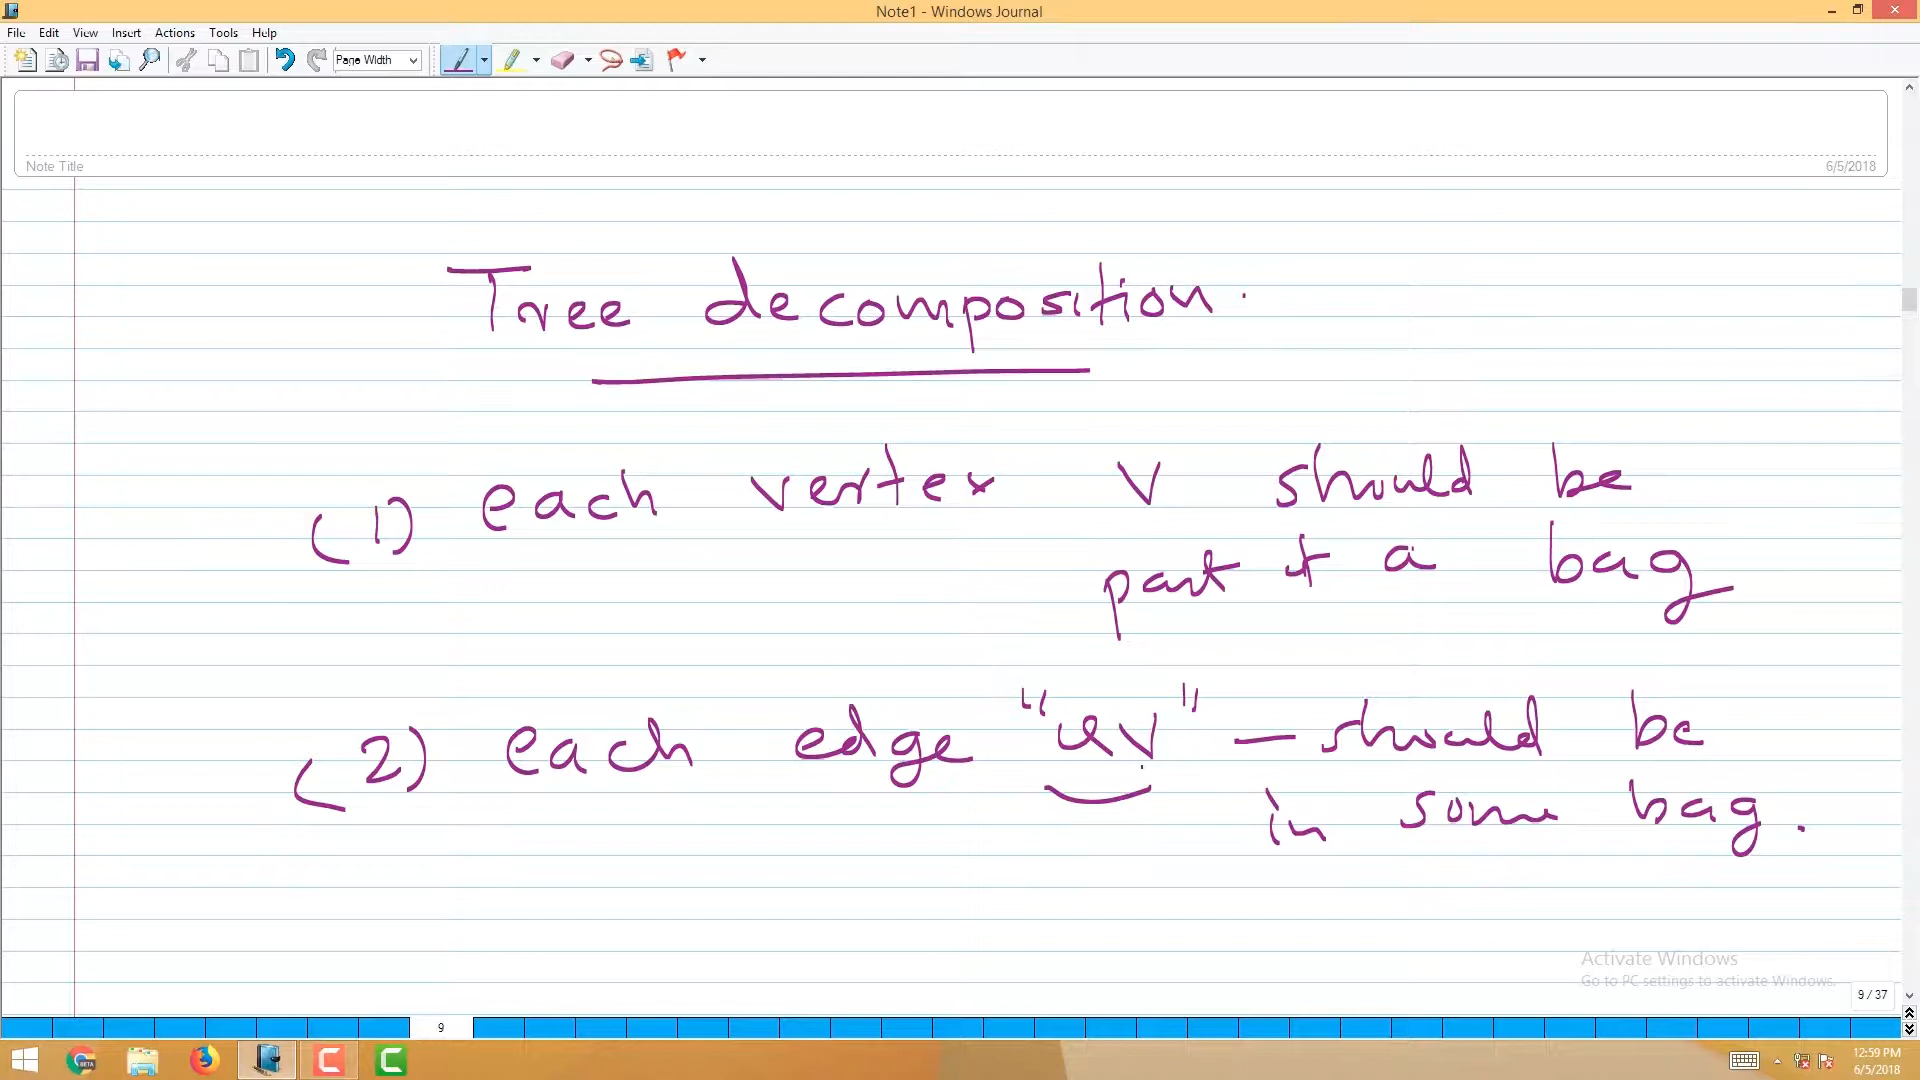 Note1 - Windows Journal
File Edit View Insert Actions Tools Help
Page Width
Note Title 6/5/2018
Tree decomposition.
(1) each vertex v should be
part of a bag
(2) each edge "uv" — should be
in some bag.
Activate Windows
Go to PC settings to activate Windows.
9 / 37
9
BETA
12:59 PM
6/5/2018